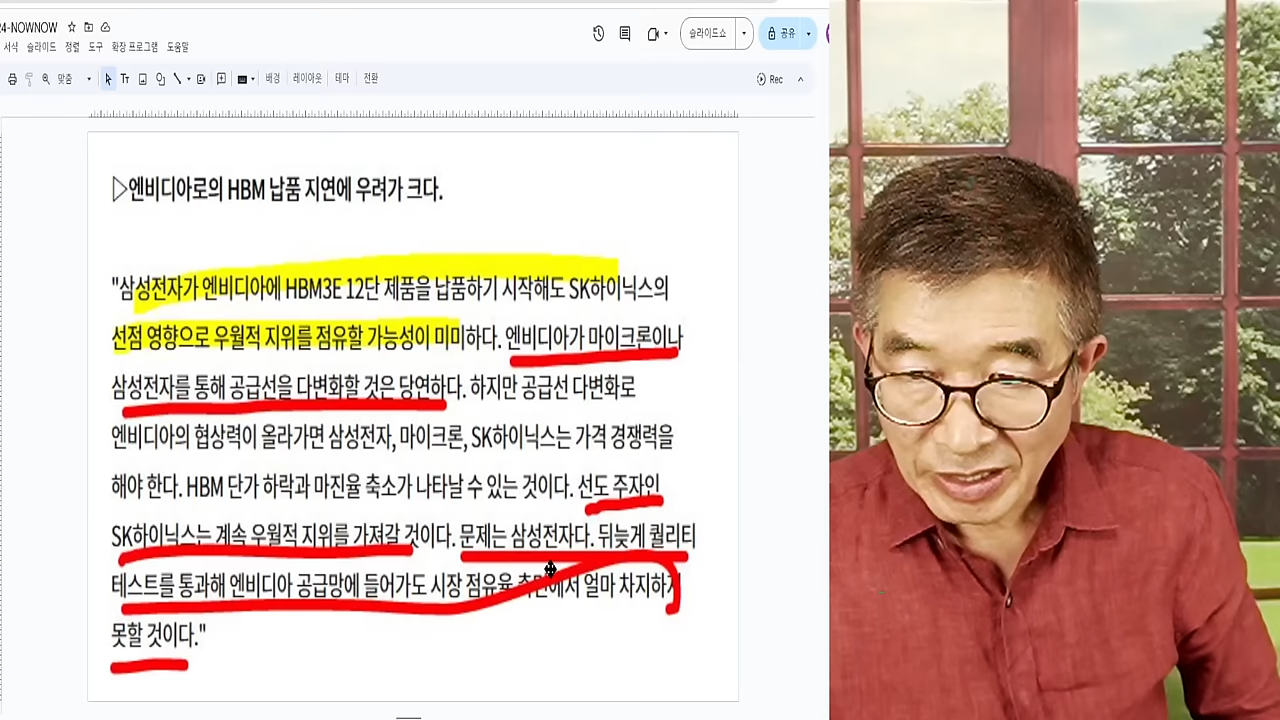 24-NOWNOW
서식 슬라이드 정렬 도구 확장 프로그램 도움말
슬라이드쇼
공유
맞춤
Tт
배경 레이아웃 테마 전환
Rec
▷엔비디아로의 HBM 납품 지연에 우려가 크다.
"삼성전자가 엔비디아에 HBM3E 12단 제품을 납품하기 시작해도 SK하이닉스의
선점 영향으로 우월적 지위를 점유할 가능성이 미미하다. 엔비디아가 마이크론이나
삼성전자를 통해 공급선을 다변화할 것은 당연하다. 하지만 공급선 다변화로
엔비디아의 협상력이 올라가면 삼성전자, 마이크론, SK하이닉스는 가격 경쟁력을
해야 한다. HBM 단가 하락과 마진율 축소가 나타날 수 있는 것이다. 선도 주자인
SK하이닉스는 계속 우월적 지위를 가져갈 것이다. 문제는 삼성전자다. 뒤늦게 퀄리티
테스트를 통과해 엔비디아 공급망에 들어가도 시장 점유율 측면에서 얼마 차지하지
못할 것이다."